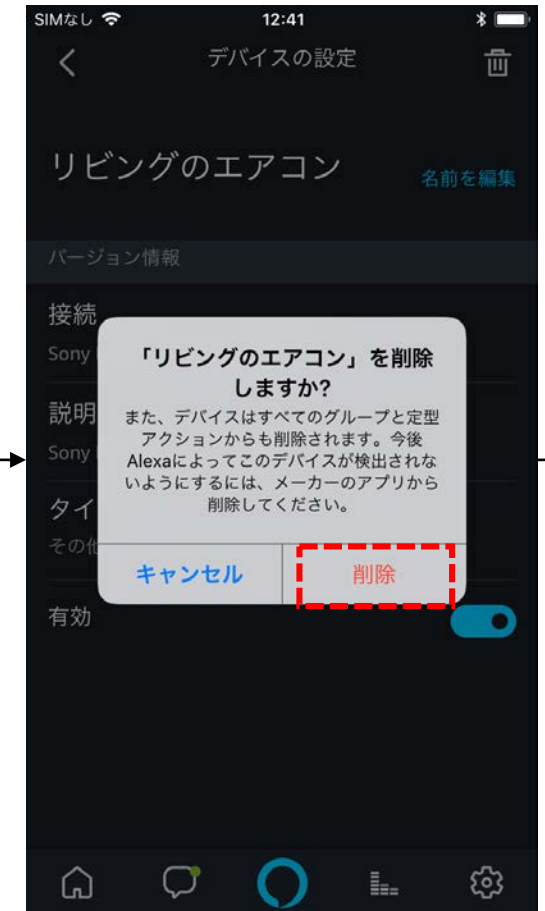 SIMなし 12:41
デバイスの設定
リビングのエアコン 名前を編集
バージョン情報
接続
Sony
「リビングのエアコン」を削除
しますか?
また、デバイスはすべてのグループと定型
アクションからも削除されます。今後
Alexaによってこのデバイスが検出されな
いようにするには、メーカーのアプリから
削除してください。
キャンセル 削除
説明
Sony
タイ
その他
有効